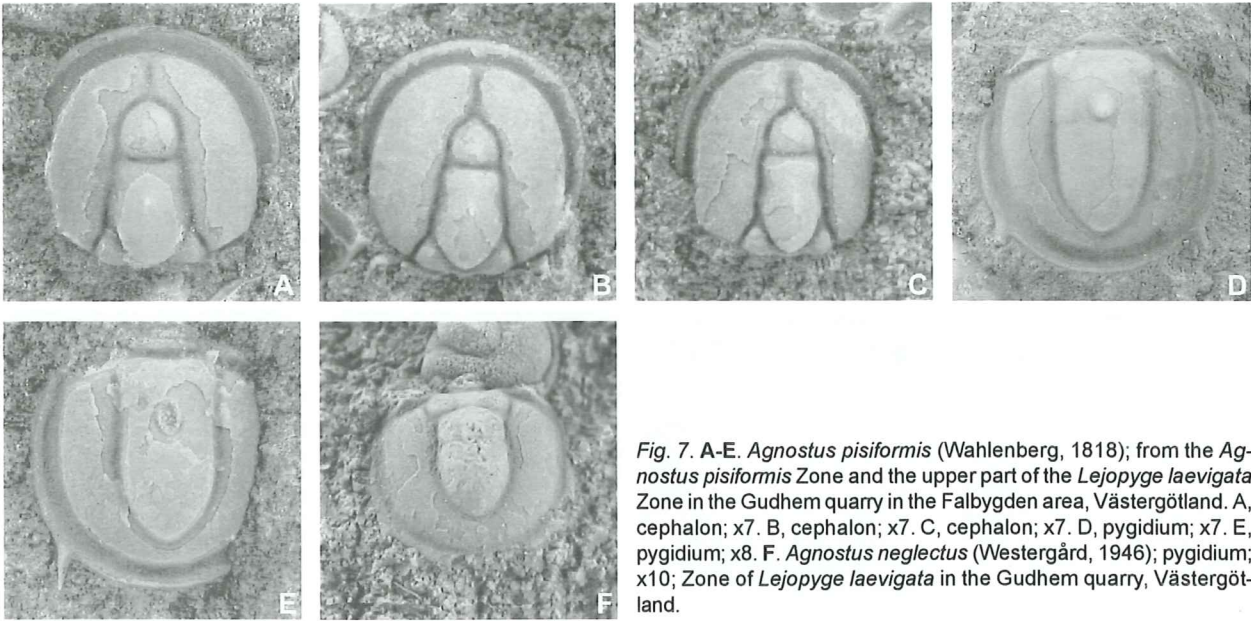 A
B
C
D
E
F
Fig. 7. A-E. Agnostus pisiformis (Wahlenberg, 1818); from the Ag-
nostus pisiformis Zone and the upper part of the Lejopyge laevigata
Zone in the Gudhem quarry in the Falbygden area, Västergötland. A,
cephalon; x7. B, cephalon; x7. C, cephalon; x7. D, pygidium; x7. E,
pygidium; x8. F. Agnostus neglectus (Westergård, 1946); pygidium;
x10; Zone of Lejopyge laevigata in the Gudhem quarry, Västergöt-
land.